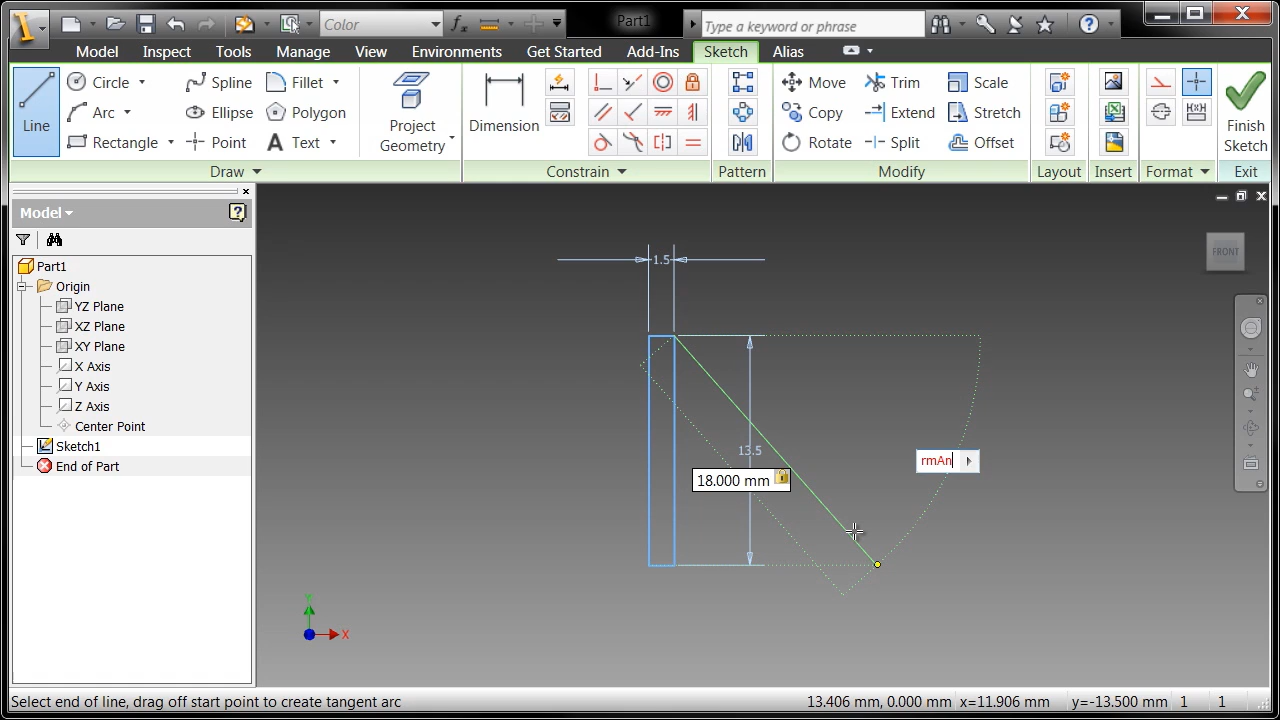 Color
Part1
Type a keyword or phrase
Model Inspect Tools Manage View Environments Get Started Add-Ins Sketch Alias
Line
Circle
Arc
Rectangle
Spline
Ellipse
Point
Fillet
Polygon
Text
Project
Geometry
Dimension
Move
Copy
Rotate
Trim
Extend
Split
Scale
Stretch
Offset
Finish
Sketch
Draw Constrain Pattern Modify Layout Insert Format Exit
Model
Part1
Origin
YZ Plane
XZ Plane
XY Plane
X Axis
Y Axis
Z Axis
Center Point
Sketch1
End of Part
FRONT
1.5
13.5
rmAn
18.000 mm
Y
X
Select end of line, drag off start point to create tangent arc
13.406 mm, 0.000 mm x=11.906 mm y=-13.500 mm 1 1